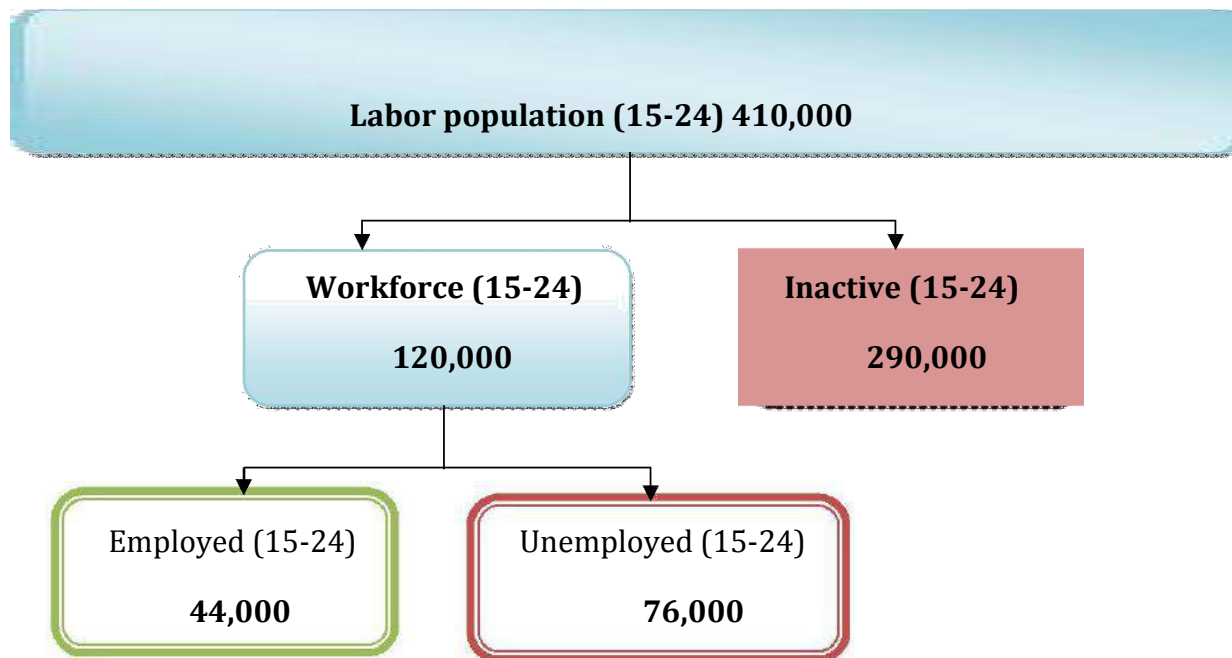 Labor population (15-24) 410,000
Workforce (15-24)
120,000
Inactive (15-24)
290,000
Employed (15-24)
44,000
Unemployed (15-24)
76,000